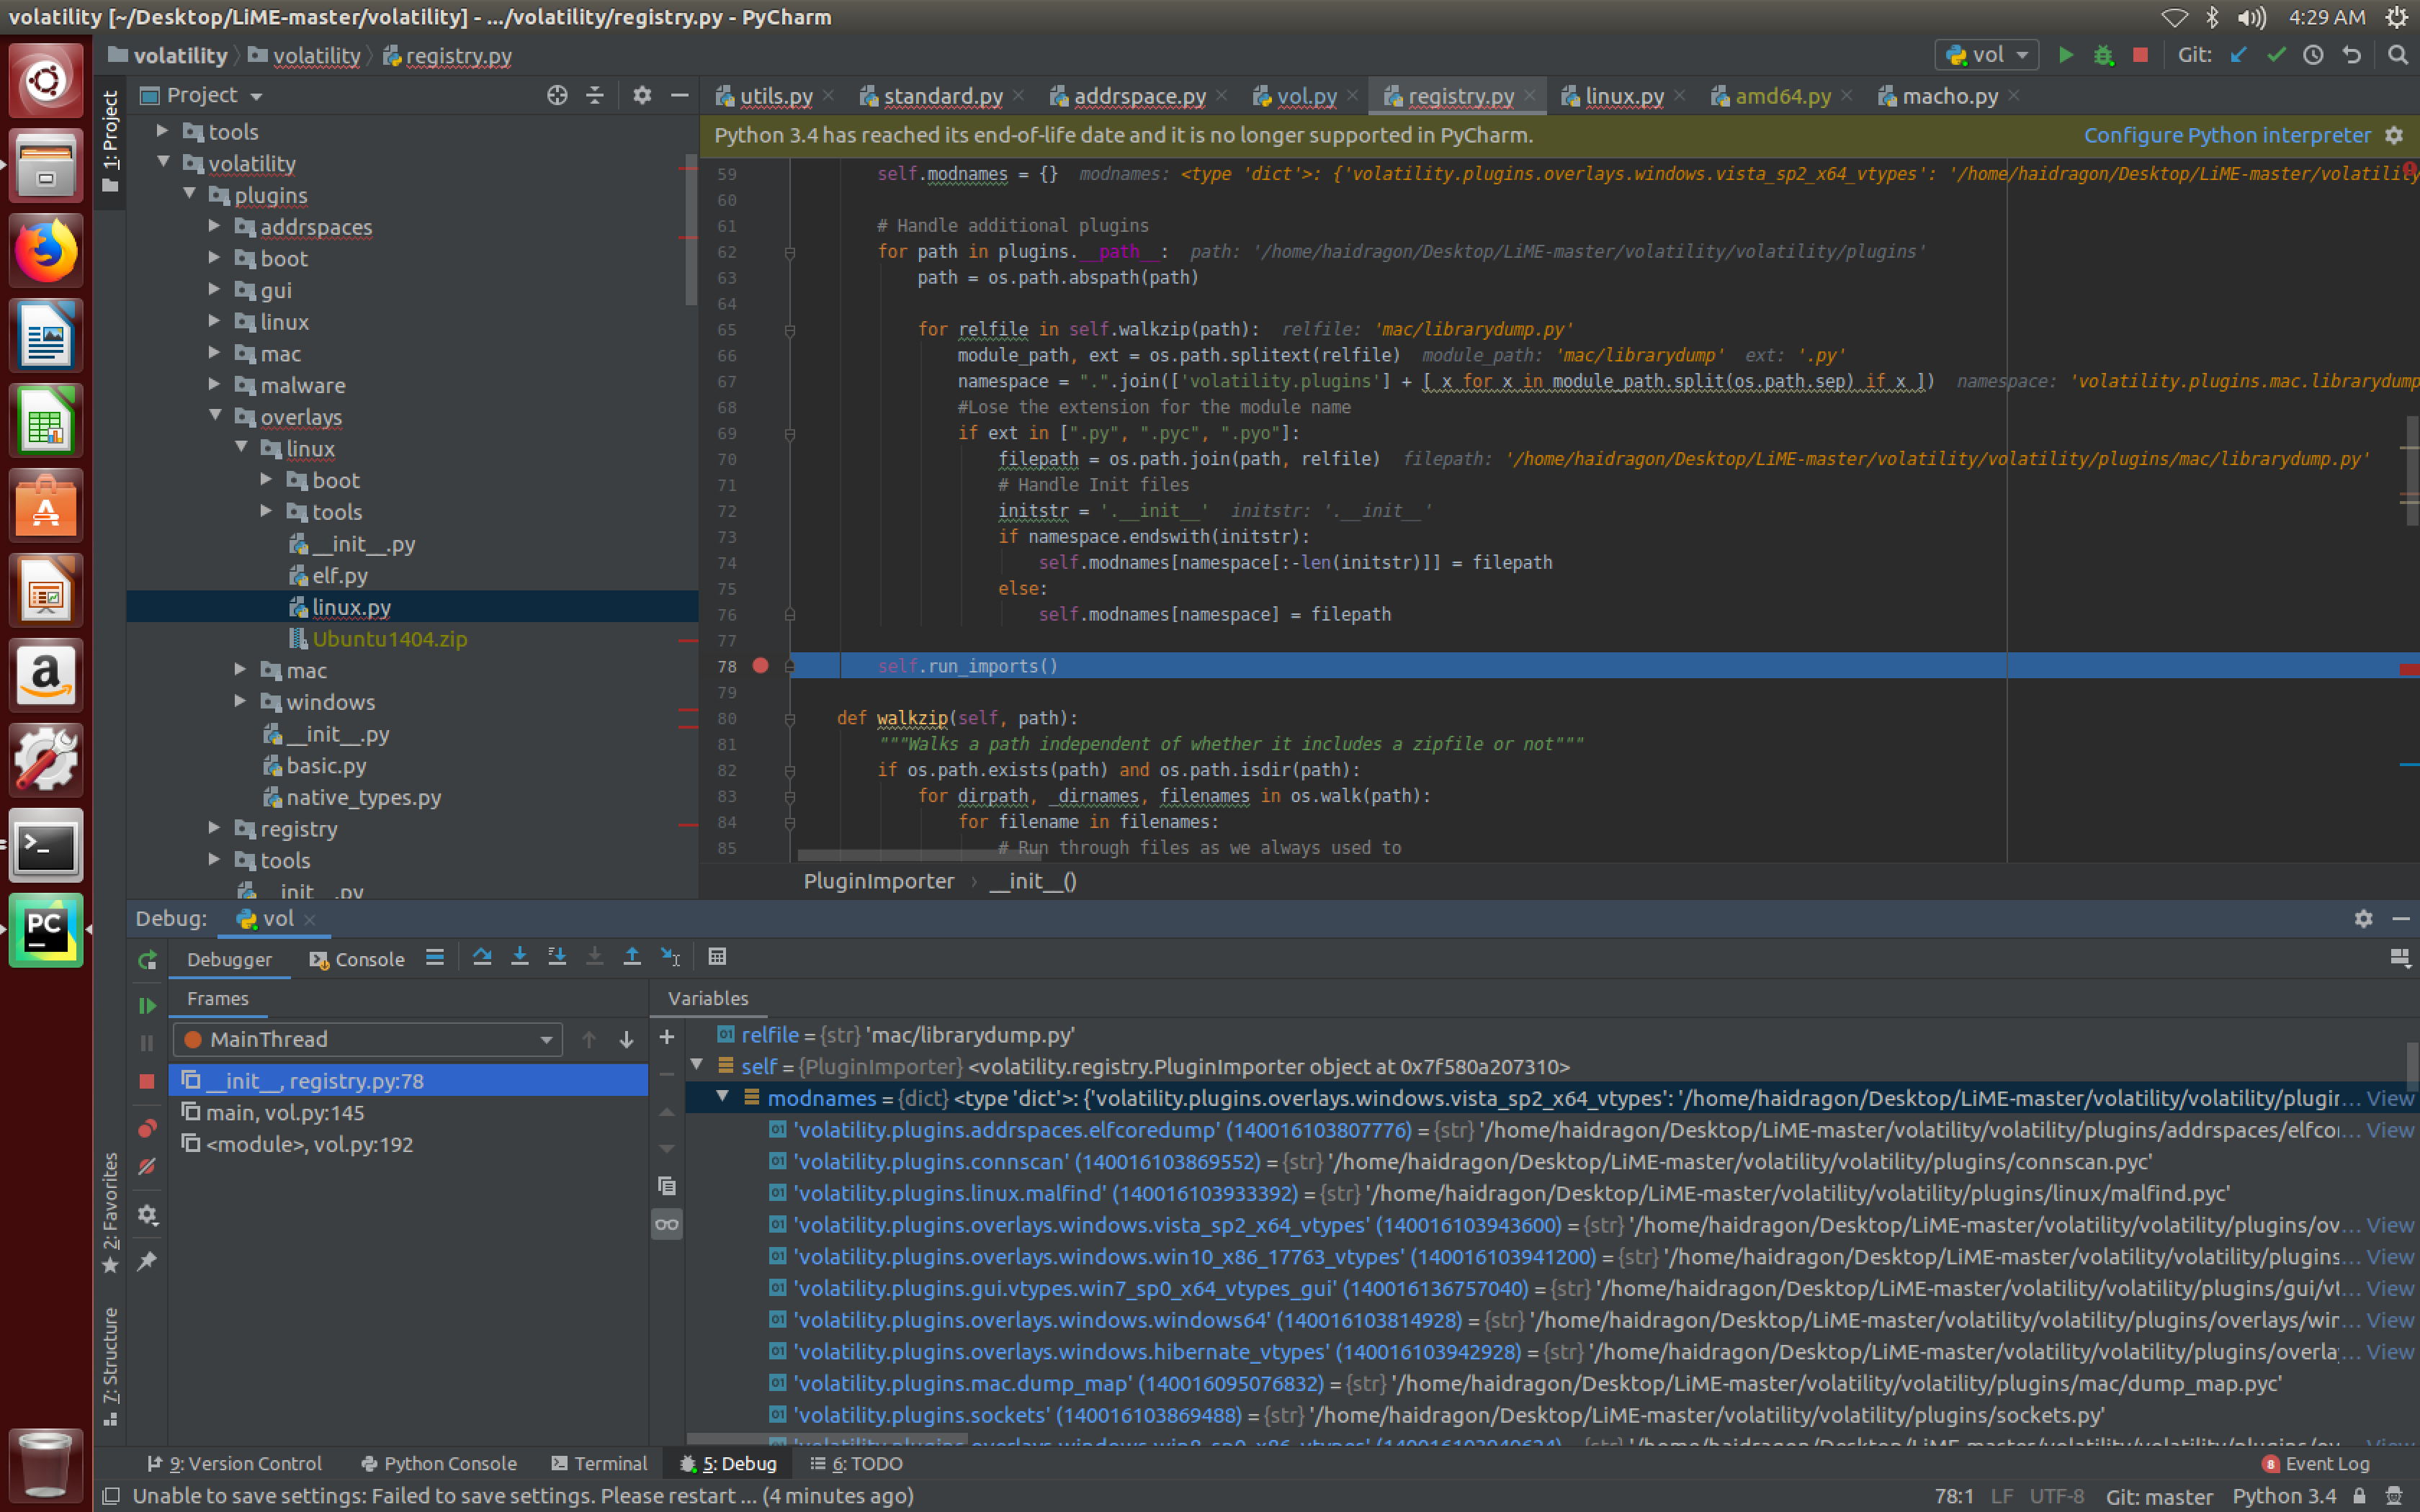 volatility [~/Desktop/LiME-master/volatility] - .../volatility/registry.py - PyCharm
4:29 AM
volatility
volatility
registry.py
vol
Git:
1: Project
Project
utils.py
standard.py
addrspace.py
vol.py
registry.py
linux.py
amd64.py
macho.py
Python 3.4 has reached its end-of-life date and it is no longer supported in PyCharm.
Configure Python interpreter
tools
volatility
plugins
addrspaces
boot
gui
linux
mac
malware
overlays
linux
boot
tools
__init__.py
elf.py
linux.py
Ubuntu1404.zip
mac
windows
__init__.py
basic.py
native_types.py
registry
tools
__init__.py
59 self.modnames = {} modnames: <type 'dict'>: {'volatility.plugins.overlays.windows.vista_sp2_x64_vtypes': '/home/haidragon/Desktop/LiME-master/volatility
60
61 # Handle additional plugins
62 for path in plugins.__path__: path: '/home/haidragon/Desktop/LiME-master/volatility/volatility/plugins'
63 path = os.path.abspath(path)
64
65 for relfile in self.walkzip(path): relfile: 'mac/librarydump.py'
66 module_path, ext = os.path.splitext(relfile) module_path: 'mac/librarydump' ext: '.py'
67 namespace = ".".join(['volatility.plugins'] + [ x for x in module_path.split(os.path.sep) if x ]) namespace: 'volatility.plugins.mac.librarydump
68 #Lose the extension for the module name
69 if ext in [".py", ".pyc", ".pyo"]:
70 filepath = os.path.join(path, relfile) filepath: '/home/haidragon/Desktop/LiME-master/volatility/volatility/plugins/mac/librarydump.py'
71 # Handle Init files
72 initstr = '.__init__' initstr: '.__init__'
73 if namespace.endswith(initstr):
74 self.modnames[namespace[:-len(initstr)]] = filepath
75 else:
76 self.modnames[namespace] = filepath
77
78 self.run_imports()
79
80 def walkzip(self, path):
81 """Walks a path independent of whether it includes a zipfile or not"""
82 if os.path.exists(path) and os.path.isdir(path):
83 for dirpath, _dirnames, filenames in os.walk(path):
84 for filename in filenames:
85 # Run through files as we always used to
PluginImporter › __init__()
Debug: vol
Debugger
Console
Frames
Variables
MainThread
__init__, registry.py:78
main, vol.py:145
<module>, vol.py:192
relfile = {str} 'mac/librarydump.py'
self = {PluginImporter} <volatility.registry.PluginImporter object at 0x7f580a207310>
modnames = {dict} <type 'dict'>: {'volatility.plugins.overlays.windows.vista_sp2_x64_vtypes': '/home/haidragon/Desktop/LiME-master/volatility/volatility/plugir... View
'volatility.plugins.addrspaces.elfcoredump' (140016103807776) = {str} '/home/haidragon/Desktop/LiME-master/volatility/volatility/plugins/addrspaces/elfco... View
'volatility.plugins.connscan' (140016103869552) = {str} '/home/haidragon/Desktop/LiME-master/volatility/volatility/plugins/connscan.pyc'
'volatility.plugins.linux.malfind' (140016103933392) = {str} '/home/haidragon/Desktop/LiME-master/volatility/volatility/plugins/linux/malfind.pyc'
'volatility.plugins.overlays.windows.vista_sp2_x64_vtypes' (140016103943600) = {str} '/home/haidragon/Desktop/LiME-master/volatility/volatility/plugins/ov... View
'volatility.plugins.overlays.windows.win10_x86_17763_vtypes' (140016103941200) = {str} '/home/haidragon/Desktop/LiME-master/volatility/volatility/plugins... View
'volatility.plugins.gui.vtypes.win7_sp0_x64_vtypes_gui' (140016136757040) = {str} '/home/haidragon/Desktop/LiME-master/volatility/volatility/plugins/gui/vt... View
'volatility.plugins.overlays.windows.windows64' (140016103814928) = {str} '/home/haidragon/Desktop/LiME-master/volatility/volatility/plugins/overlays/wir... View
'volatility.plugins.overlays.windows.hibernate_vtypes' (140016103942928) = {str} '/home/haidragon/Desktop/LiME-master/volatility/volatility/plugins/overla... View
'volatility.plugins.mac.dump_map' (140016095076832) = {str} '/home/haidragon/Desktop/LiME-master/volatility/volatility/plugins/mac/dump_map.pyc'
'volatility.plugins.sockets' (140016103869488) = {str} '/home/haidragon/Desktop/LiME-master/volatility/volatility/plugins/sockets.py'
2: Favorites
7: Structure
9: Version Control
Python Console
Terminal
5: Debug
6: TODO
8 Event Log
Unable to save settings: Failed to save settings. Please restart ... (4 minutes ago)
78:1 LF UTF-8 Git: master Python 3.4